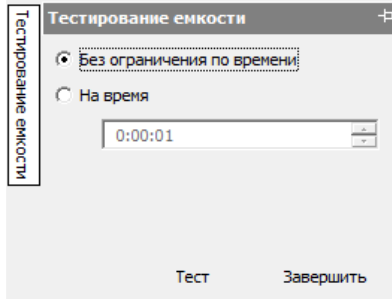 Тестирование емкости
Тестирование емкости
Без ограничения по времени
На время
0:00:01
Тест Завершить